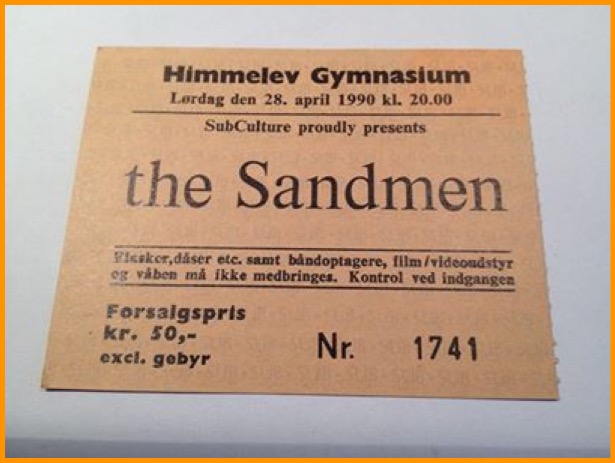 Himmelev Gymnasium
Lørdag den 28. april 1990 kl. 20.00
SubCulture proudly presents
the Sandmen
Flasker,dåser etc. samt båndoptagere, film/videoudstyr
og våben må ikke medbringes. Kontrol ved indgangen
Forsalgspris
kr. 50,-
excl. gebyr
Nr. 1741